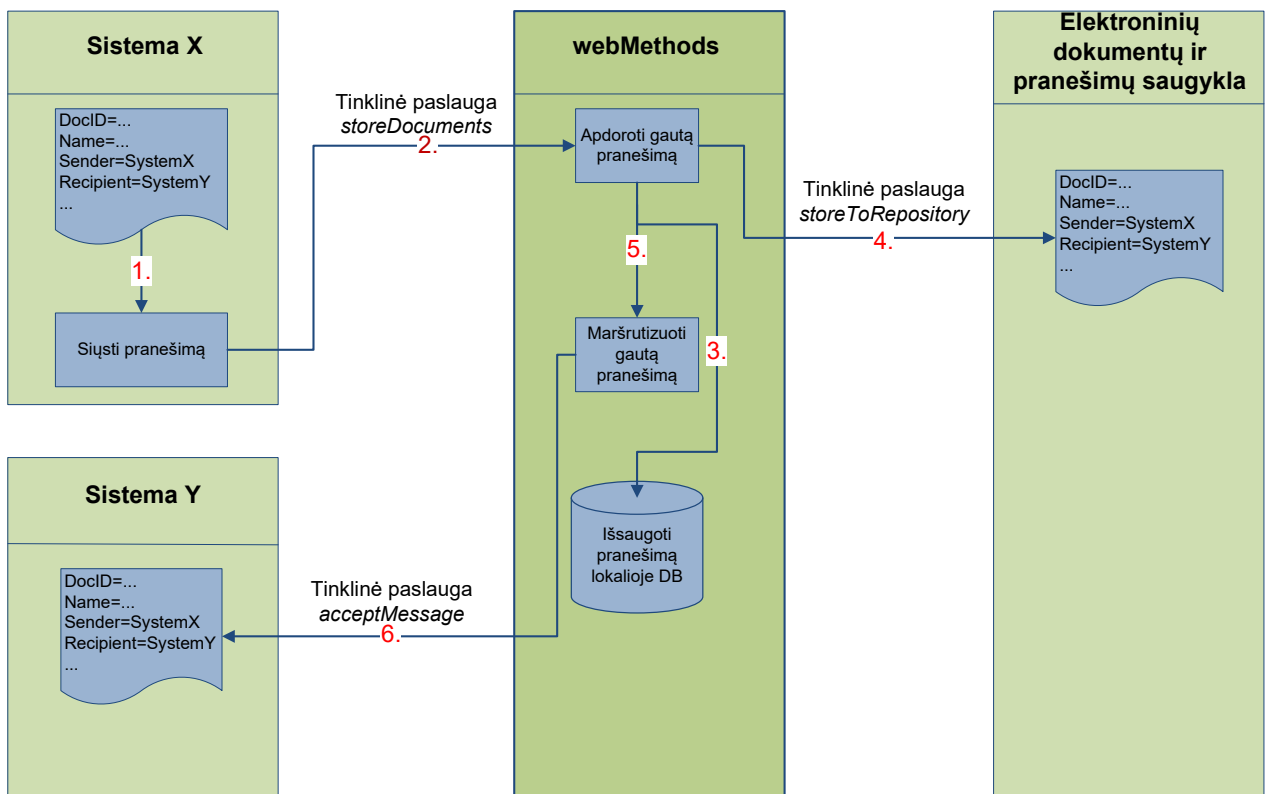 Sistema X
DocID=...
Name=...
Sender=SystemX
Recipient=SystemY
...
1.
Siųsti pranešimą
Tinklinė paslauga
storeDocuments
2.
webMethods
Apdoroti gautą
pranešimą
5.
Maršrutizuoti
gautą
pranešimą
3.
Išsaugoti
pranešimą
lokalioje DB
Tinklinė paslauga
storeToRepository
4.
Elektroninių
dokumentų ir
pranešimų saugykla
DocID=...
Name=...
Sender=SystemX
Recipient=SystemY
...
Sistema Y
DocID=...
Name=...
Sender=SystemX
Recipient=SystemY
...
Tinklinė paslauga
acceptMessage
6.